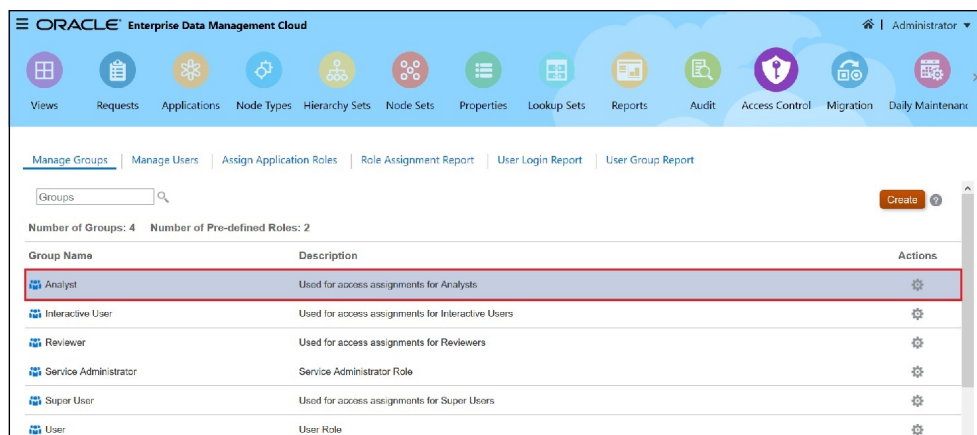 ORACLE® Enterprise Data Management Cloud Administrator
Views Requests Applications Node Types Hierarchy Sets Node Sets Properties Lookup Sets Reports Audit Access Control Migration Daily Maintenanc
Manage Groups Manage Users Assign Application Roles Role Assignment Report User Login Report User Group Report
Groups Create ?
Number of Groups: 4 Number of Pre-defined Roles: 2
Group Name Description Actions
Analyst Used for access assignments for Analysts
Interactive User Used for access assignments for Interactive Users
Reviewer Used for access assignments for Reviewers
Service Administrator Service Administrator Role
Super User Used for access assignments for Super Users
User User Role